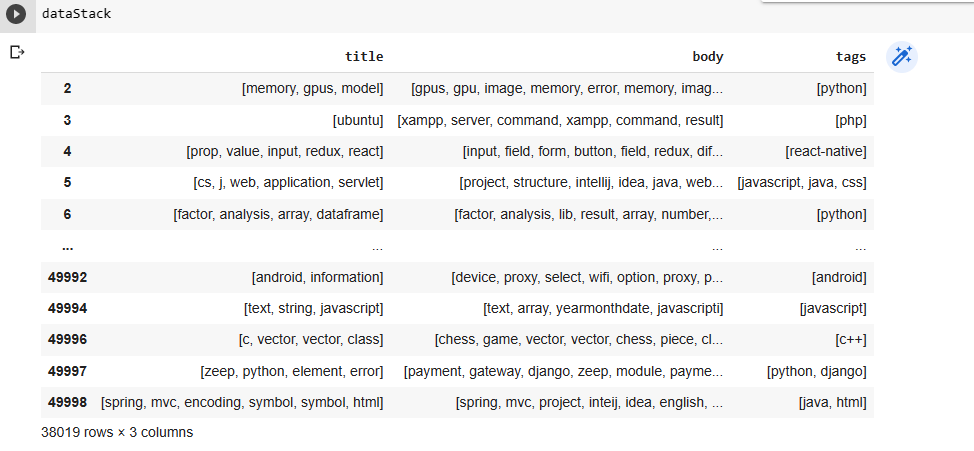 dataStack
title body tags
2 [memory, gpus, model] [gpus, gpu, image, memory, error, memory, imag... [python]
3 [ubuntu] [xampp, server, command, xampp, command, result] [php]
4 [prop, value, input, redux, react] [input, field, form, button, field, redux, dif... [react-native]
5 [cs, j, web, application, servlet] [project, structure, intellij, idea, java, web... [javascript, java, css]
6 [factor, analysis, array, dataframe] [factor, analysis, lib, result, array, number,... [python]
... ... ... ...
49992 [android, information] [device, proxy, select, wifi, option, proxy, p... [android]
49994 [text, string, javascript] [text, array, yearmonthdate, javascripti] [javascript]
49996 [c, vector, vector, class] [chess, game, vector, vector, chess, piece, cl... [c++]
49997 [zeep, python, element, error] [payment, gateway, django, zeep, module, payme... [python, django]
49998 [spring, mvc, encoding, symbol, symbol, html] [spring, mvc, project, inteij, idea, english, ... [java, html]
38019 rows × 3 columns